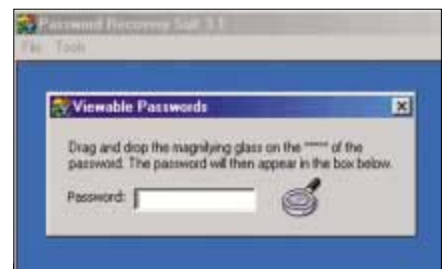 Password Recovery Suit 3.1
File Tools
Viewable Passwords
Drag and drop the magnifying glass on the "****" of the
password. The password will then appear in the box below.
Password: